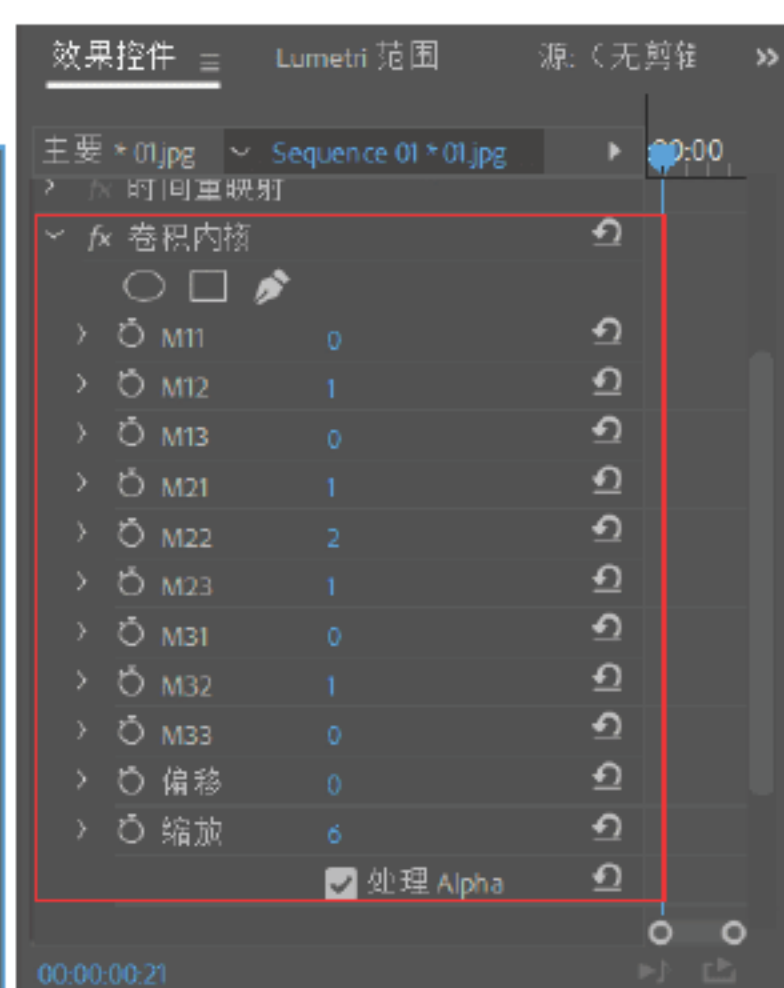 效果控件 Lumetri 范围 源:（无剪辑
主要 * 01.jpg Sequence 01 * 01.jpg 00:00
fx 时间重映射
fx 卷积内核
M11 0
M12 1
M13 0
M21 1
M22 2
M23 1
M31 0
M32 1
M33 0
偏移 0
缩放 6
处理 Alpha
00:00:00:21